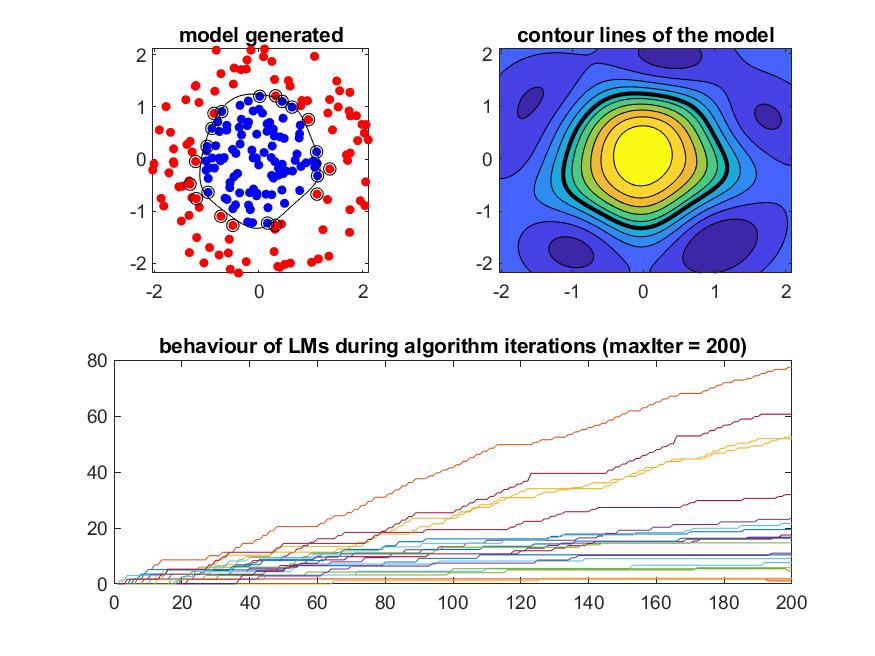 model generated
2
1
0
-1
-2
-2 0 2
contour lines of the model
2
1
0
-1
-2
-2 -1 0 1 2
behaviour of LMs during algorithm iterations (maxIter = 200)
80
60
40
20
0
0 20 40 60 80 100 120 140 160 180 200